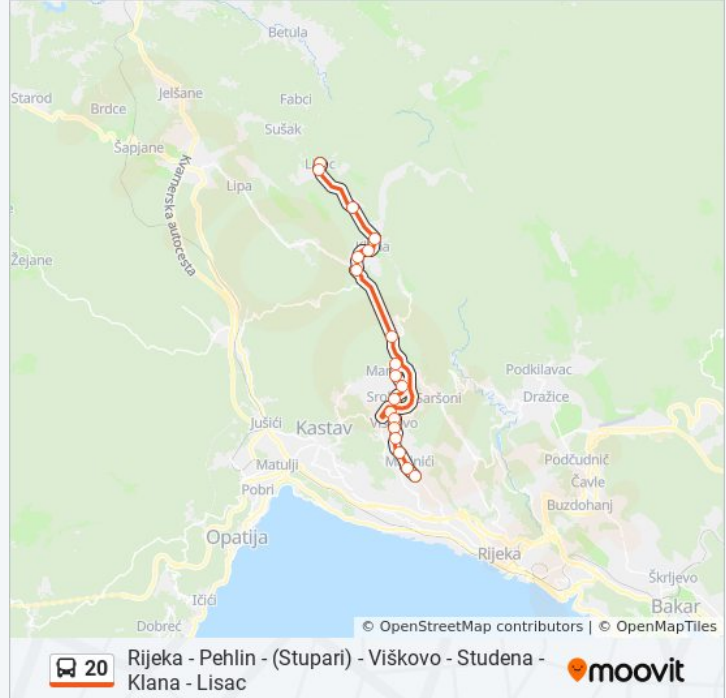 Betula
Starod
Jelšane
Fabci
Brdce
Sušak
Šapjane
Lipa
Kvarnerska autocesta
Žejane
Podkilavac
Saršoni
Dražice
Jušići
Kastav
Matulji
Podčudnič
Čavle
Pobri
Buzdohanj
Opatija
Rijeka
Škrljevo
Ičići
Bakar
Dobreć
© OpenStreetMap contributors | © OpenMapTiles
20
Rijeka - Pehlin - (Stupari) - Viškovo - Studena -
Klana - Lisac
moovit